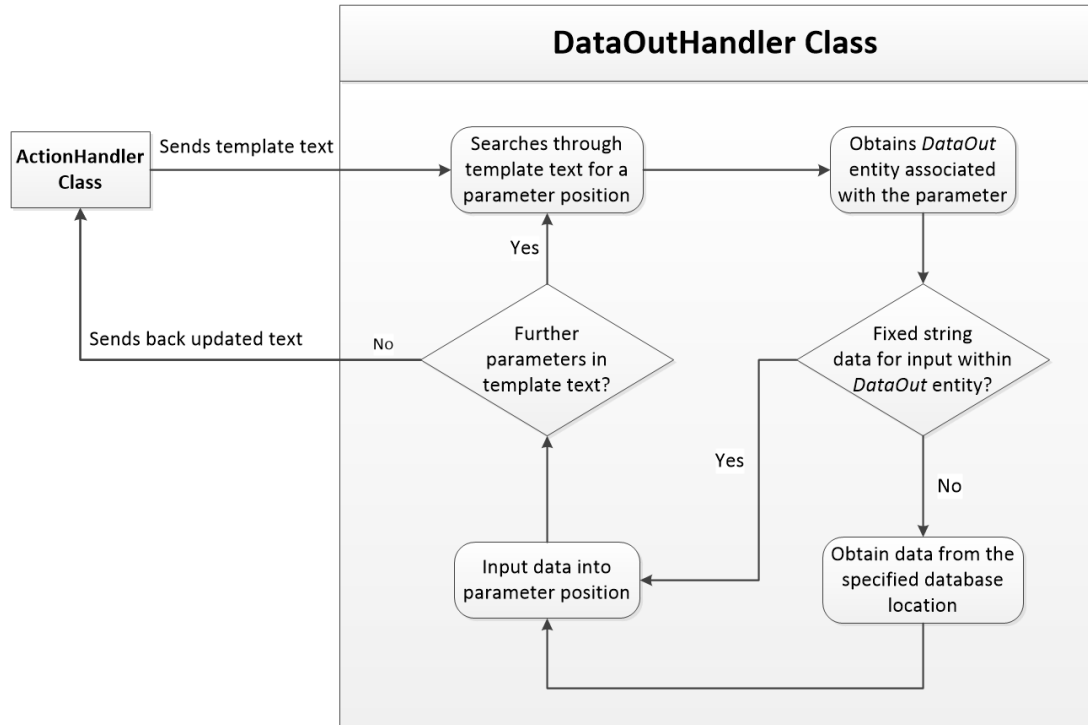 DataOutHandler Class
ActionHandler
Class
Sends template text
Searches through
template text for a
parameter position
Obtains DataOut
entity associated
with the parameter
Yes
Further
parameters in
template text?
No
Sends back updated text
Fixed string
data for input within
DataOut entity?
Yes
No
Input data into
parameter position
Obtain data from the
specified database
location